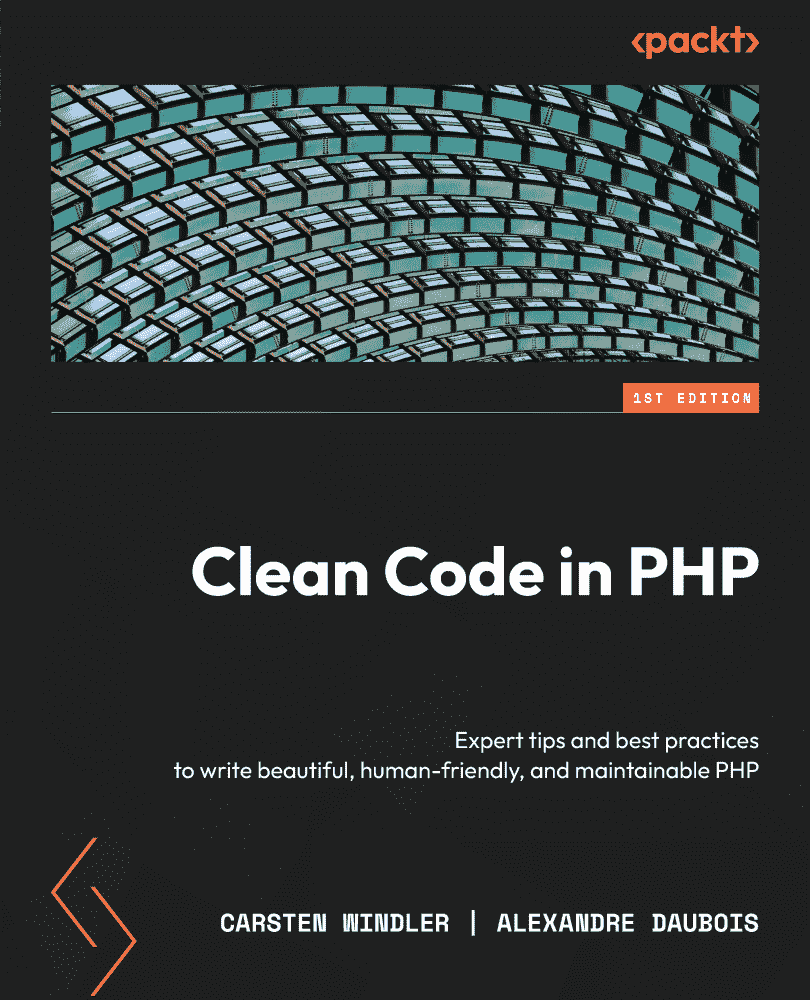 <packt>
1ST EDITION
Clean Code in PHP
Expert tips and best practices
to write beautiful, human-friendly, and maintainable PHP
CARSTEN WINDLER | ALEXANDRE DAUBOIS